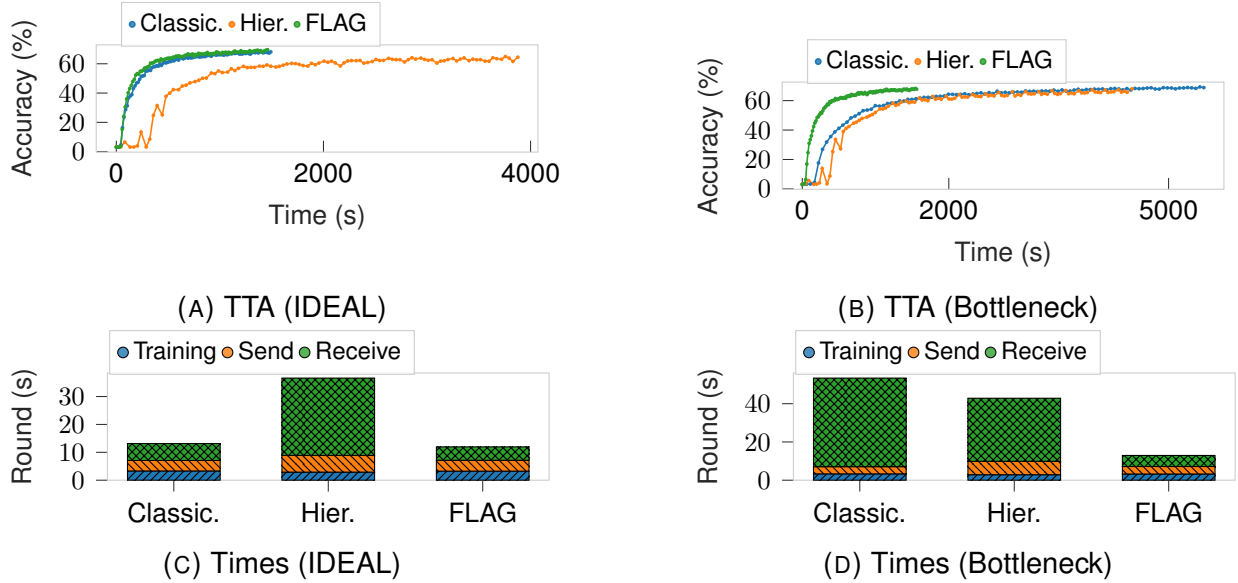 Classic. Hier. FLAG
Accuracy (%)
60
40
20
0
0 2000 4000
Time (s)
(A) TTA (IDEAL)
Classic. Hier. FLAG
Accuracy (%)
60
40
20
0
0 2000 5000
Time (s)
(B) TTA (Bottleneck)
Training Send Receive
Round (s)
30
20
10
0
Classic. Hier. FLAG
(C) Times (IDEAL)
Training Send Receive
Round (s)
40
20
0
Classic. Hier. FLAG
(D) Times (Bottleneck)